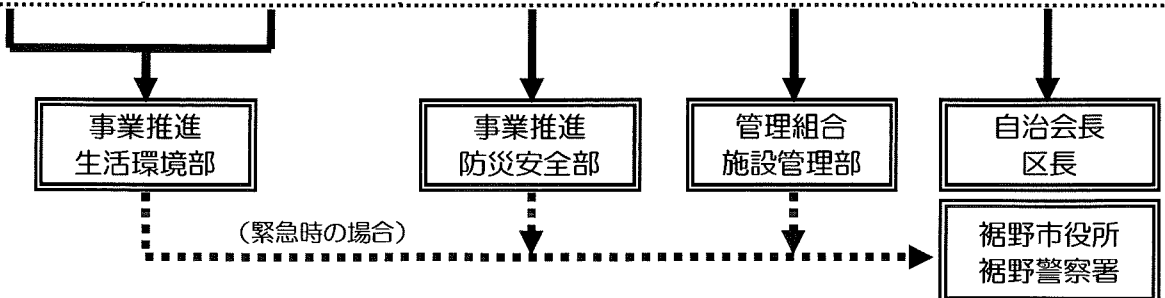 事業推進
生活環境部
事業推進
防災安全部
管理組合
施設管理部
自治会長
区長
（緊急時の場合）
裾野市役所
裾野警察署